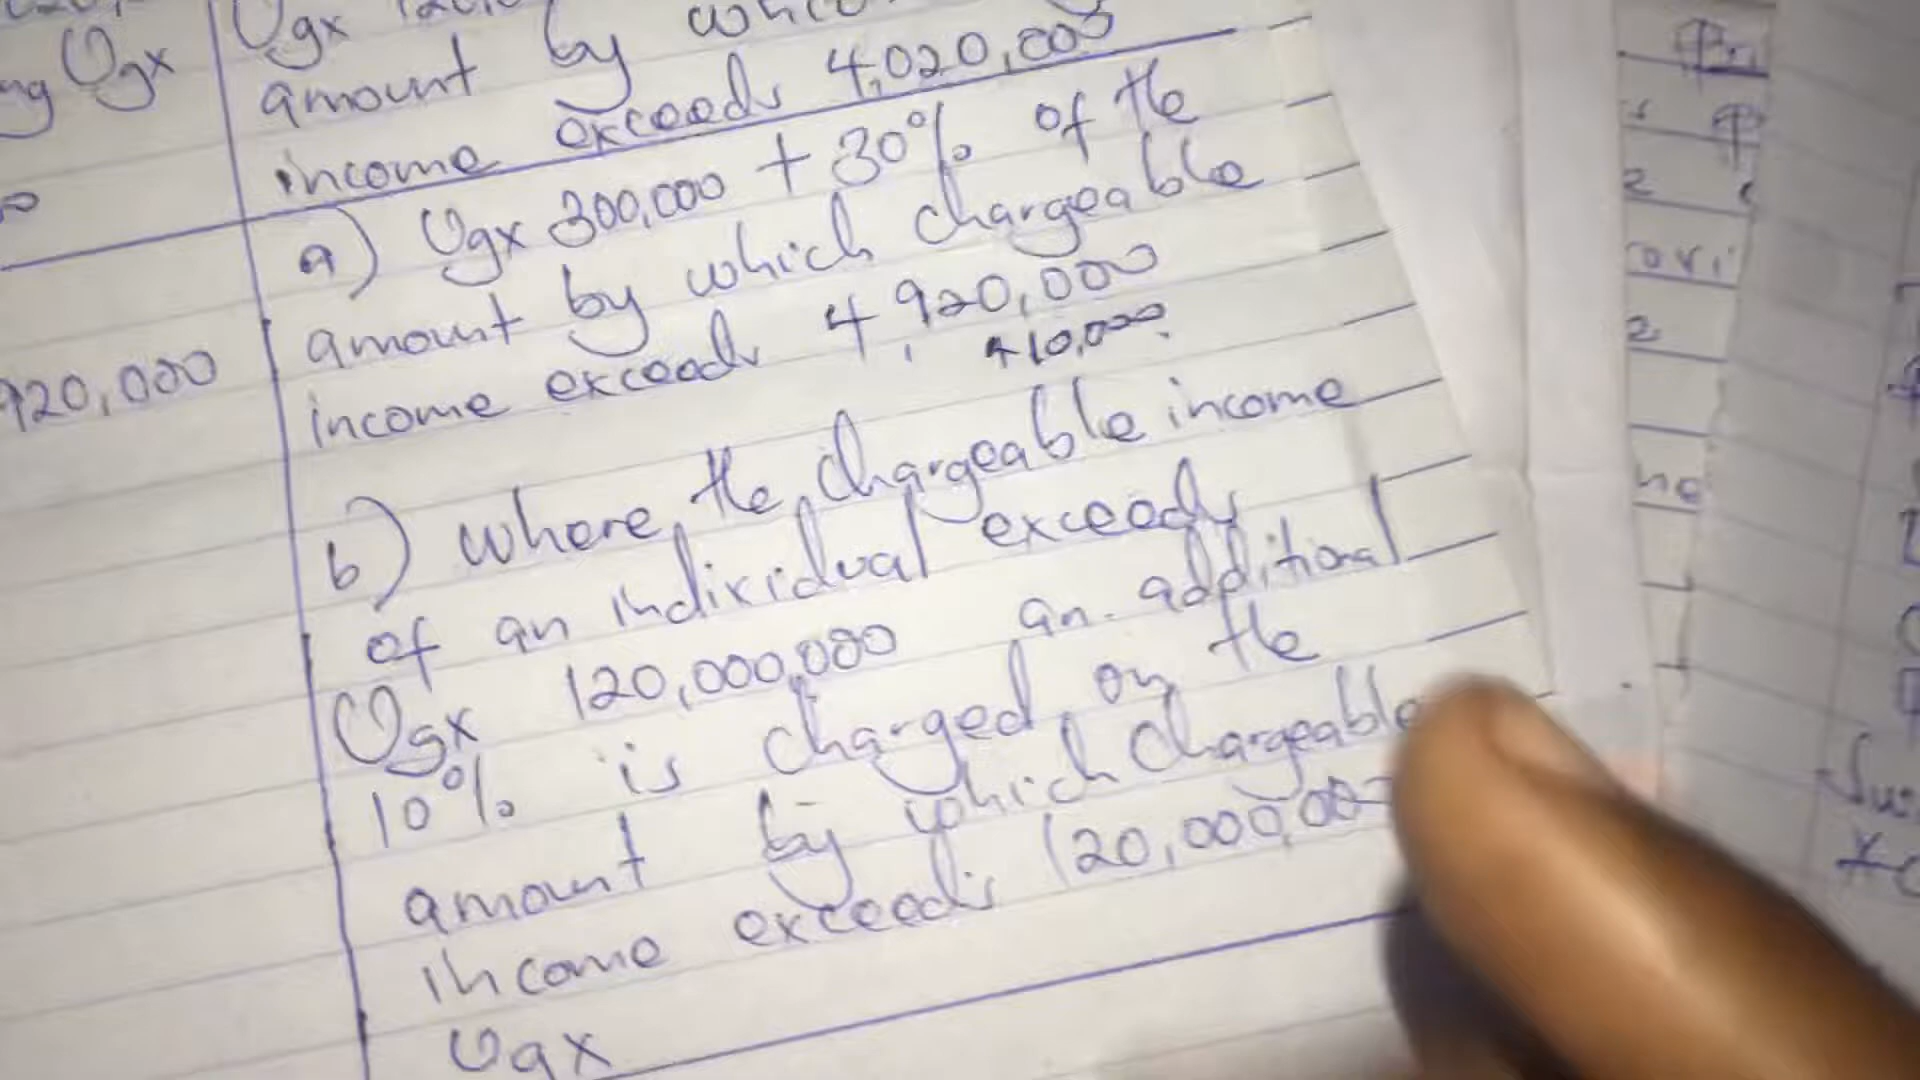 Ugx
Ugx
amount by
income exceeds 4,020,000
a) Ugx 300,000 + 30% of the
amount by which chargeable
income exceeds 4,920,000
410,000.
920,000
b) Where the chargeable income
of an individual exceeds
Ugx 120,000,000 an additional
10% is charged on the
amount by which chargeable
income exceeds 120,000,000
Ugx